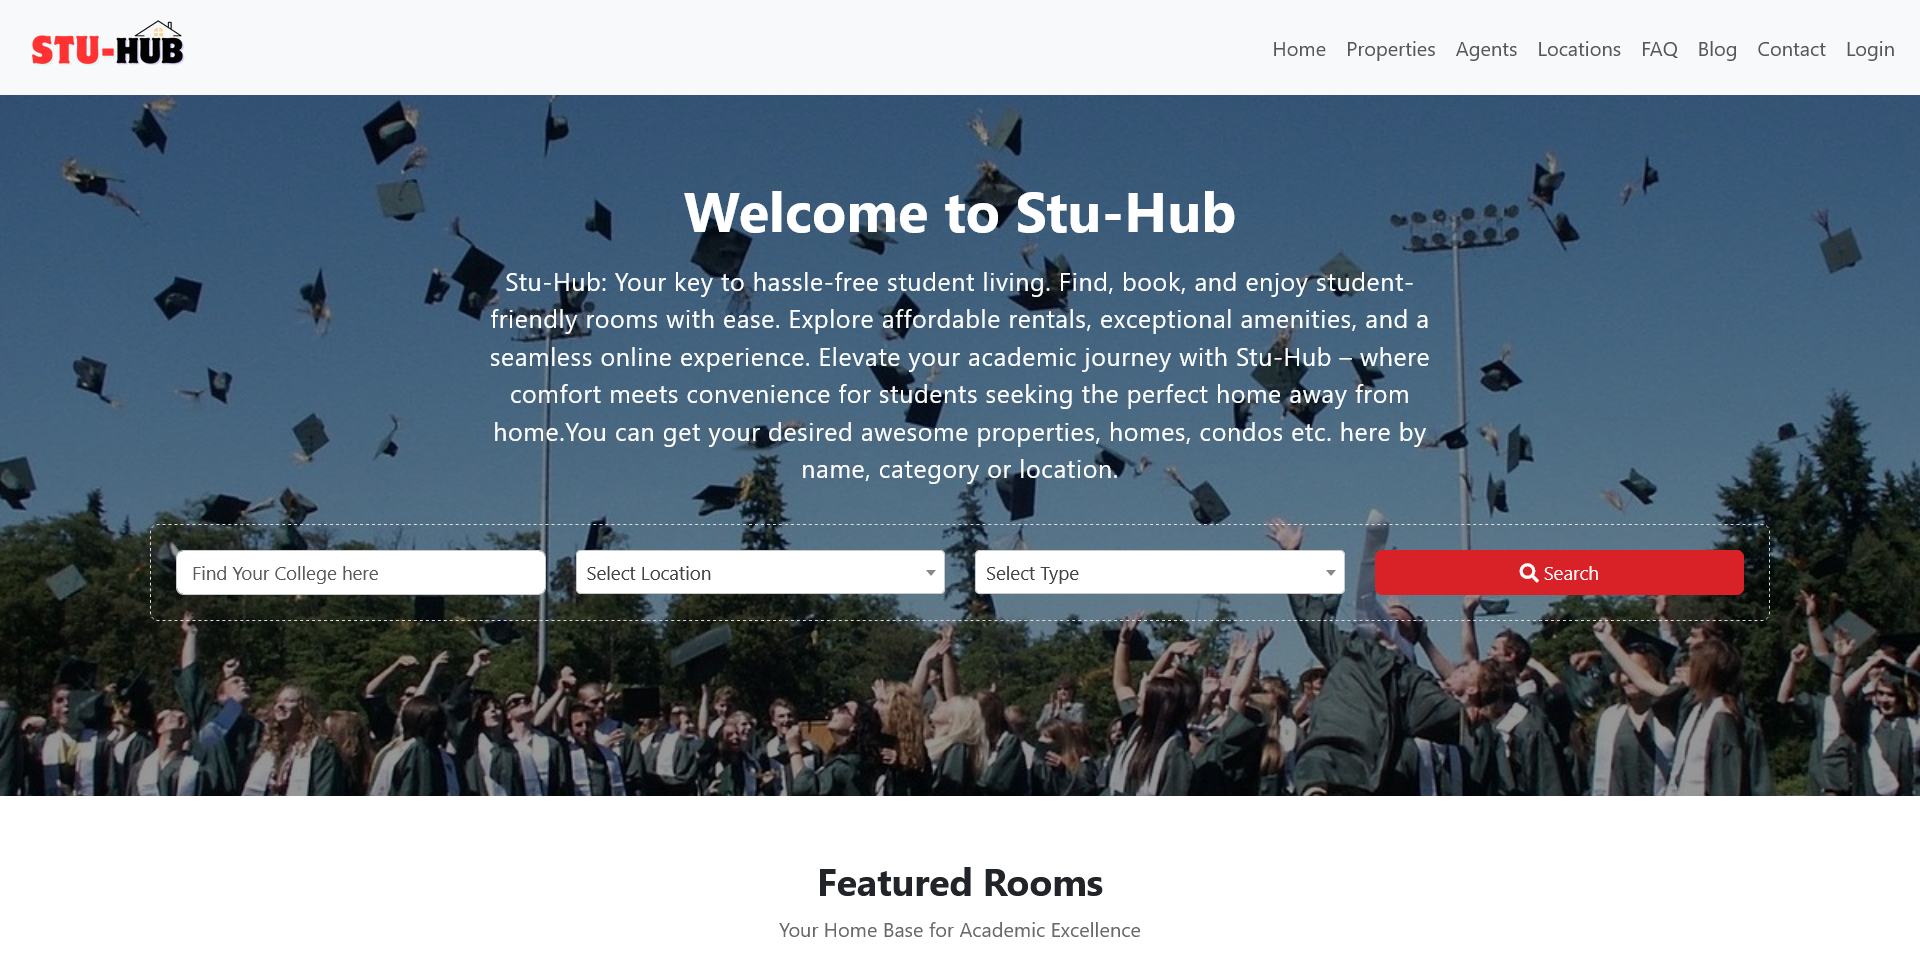 STU-HUB
Home Properties Agents Locations FAQ Blog Contact Login
Welcome to Stu-Hub
Stu-Hub: Your key to hassle-free student living. Find, book, and enjoy student-
friendly rooms with ease. Explore affordable rentals, exceptional amenities, and a
seamless online experience. Elevate your academic journey with Stu-Hub – where
comfort meets convenience for students seeking the perfect home away from
home.You can get your desired awesome properties, homes, condos etc. here by
name, category or location.
Find Your College here Select Location Select Type Search
Featured Rooms
Your Home Base for Academic Excellence